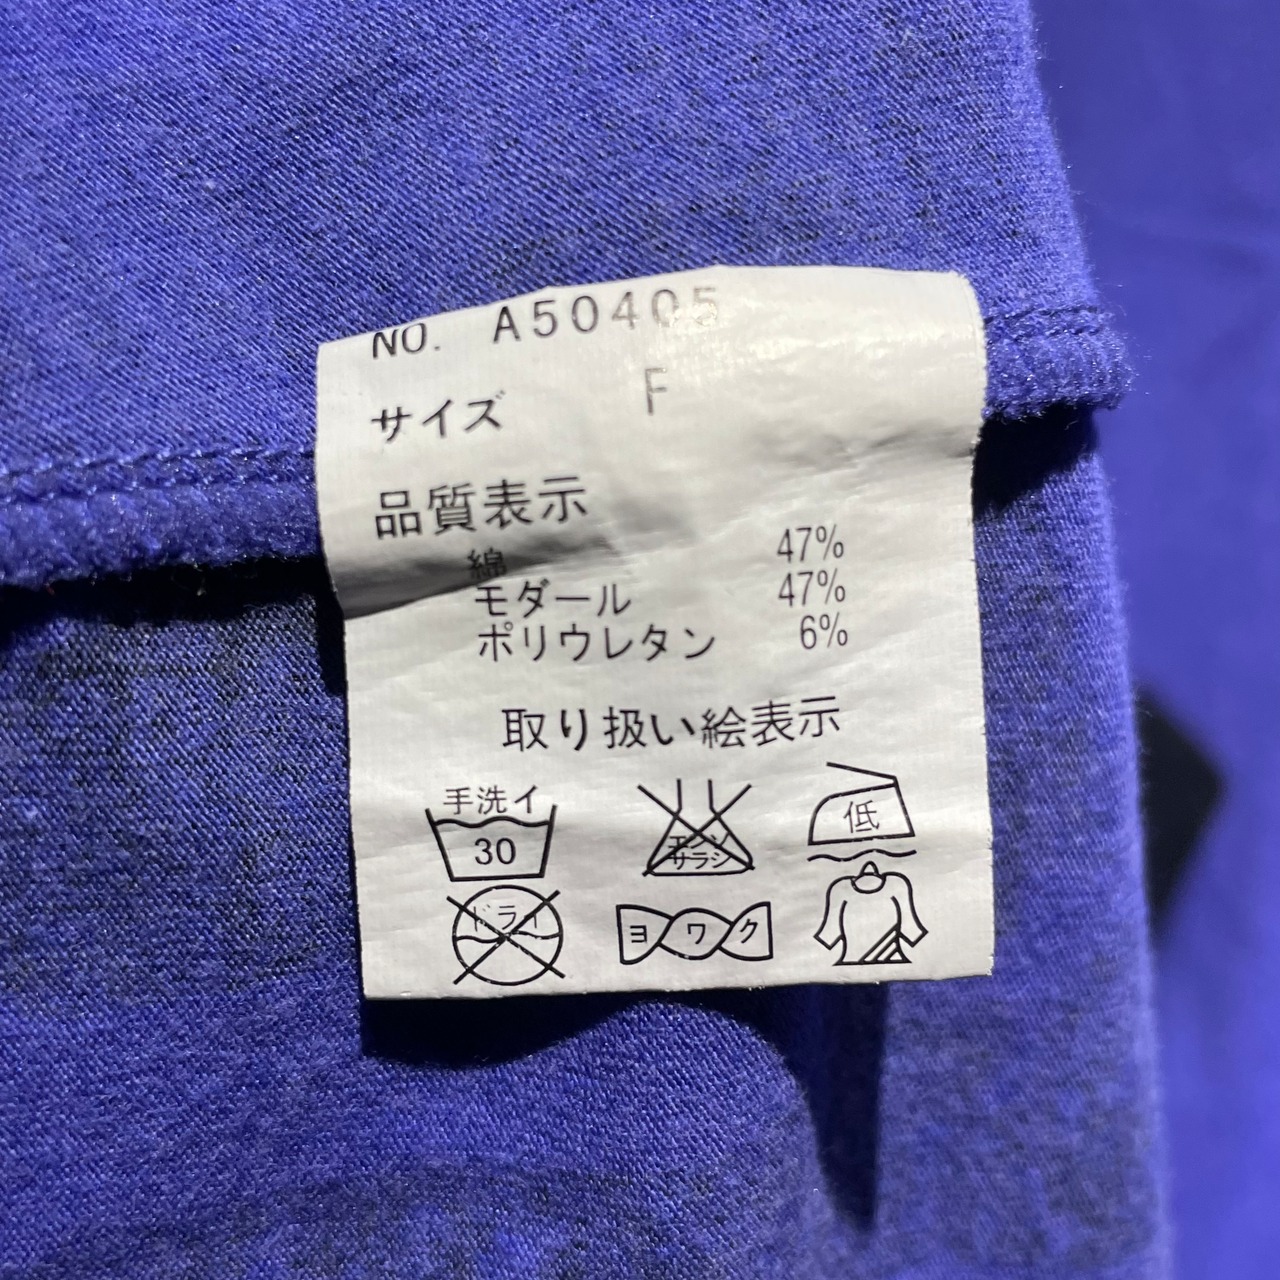 NO. A50405
サイズ F
品質表示
綿 47%
モダール 47%
ポリウレタン 6%
取り扱い絵表示
手洗イ
30
エンソ
サラシ
低
ドライ
ヨワク